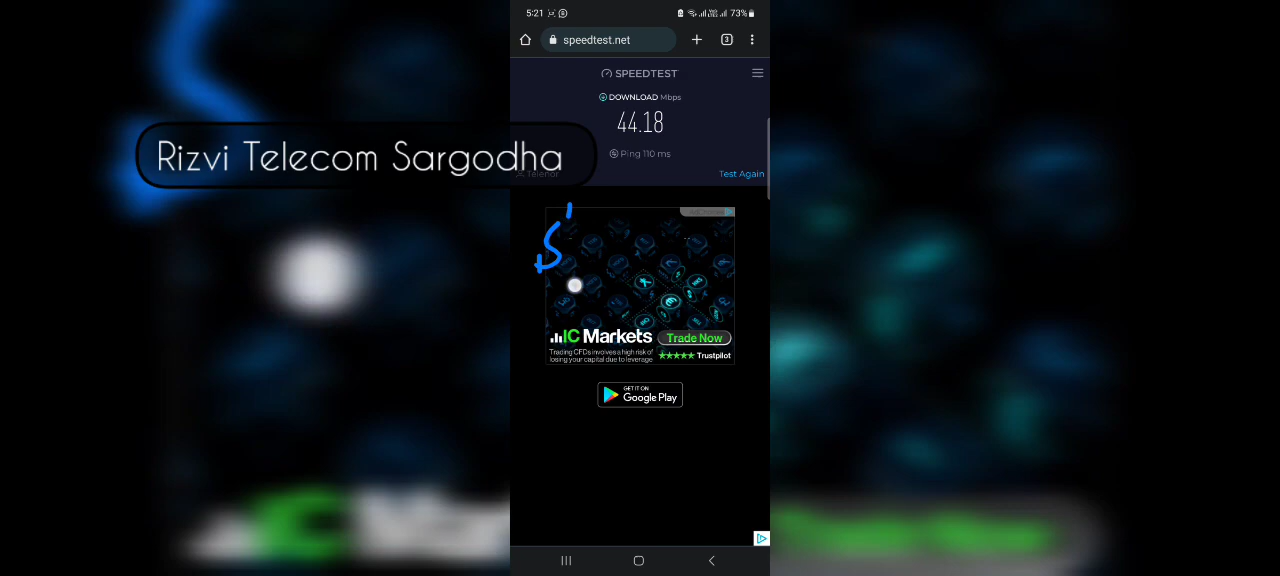 5:21
73%
speedtest.net
3
SPEEDTEST
DOWNLOAD Mbps
44.18
Ping 110 ms
Rizvi Telecom Sargodha
Telenor
Test Again
IC Markets
Trade Now
Trading CFDs involves a high risk of
losing your capital due to leverage
★★★★★ Trustpilot
GET IT ON
Google Play